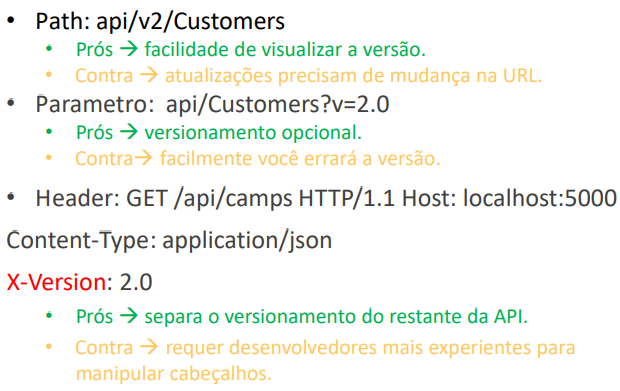 • Path: api/v2/Customers
• Prós → facilidade de visualizar a versão.
• Contra → atualizações precisam de mudança na URL.
• Parametro: api/Customers?v=2.0
• Prós → versionamento opcional.
• Contra→ facilmente você errará a versão.
• Header: GET /api/camps HTTP/1.1 Host: localhost:5000
Content-Type: application/json
X-Version: 2.0
• Prós → separa o versionamento do restante da API.
• Contra → requer desenvolvedores mais experientes para
manipular cabeçalhos.